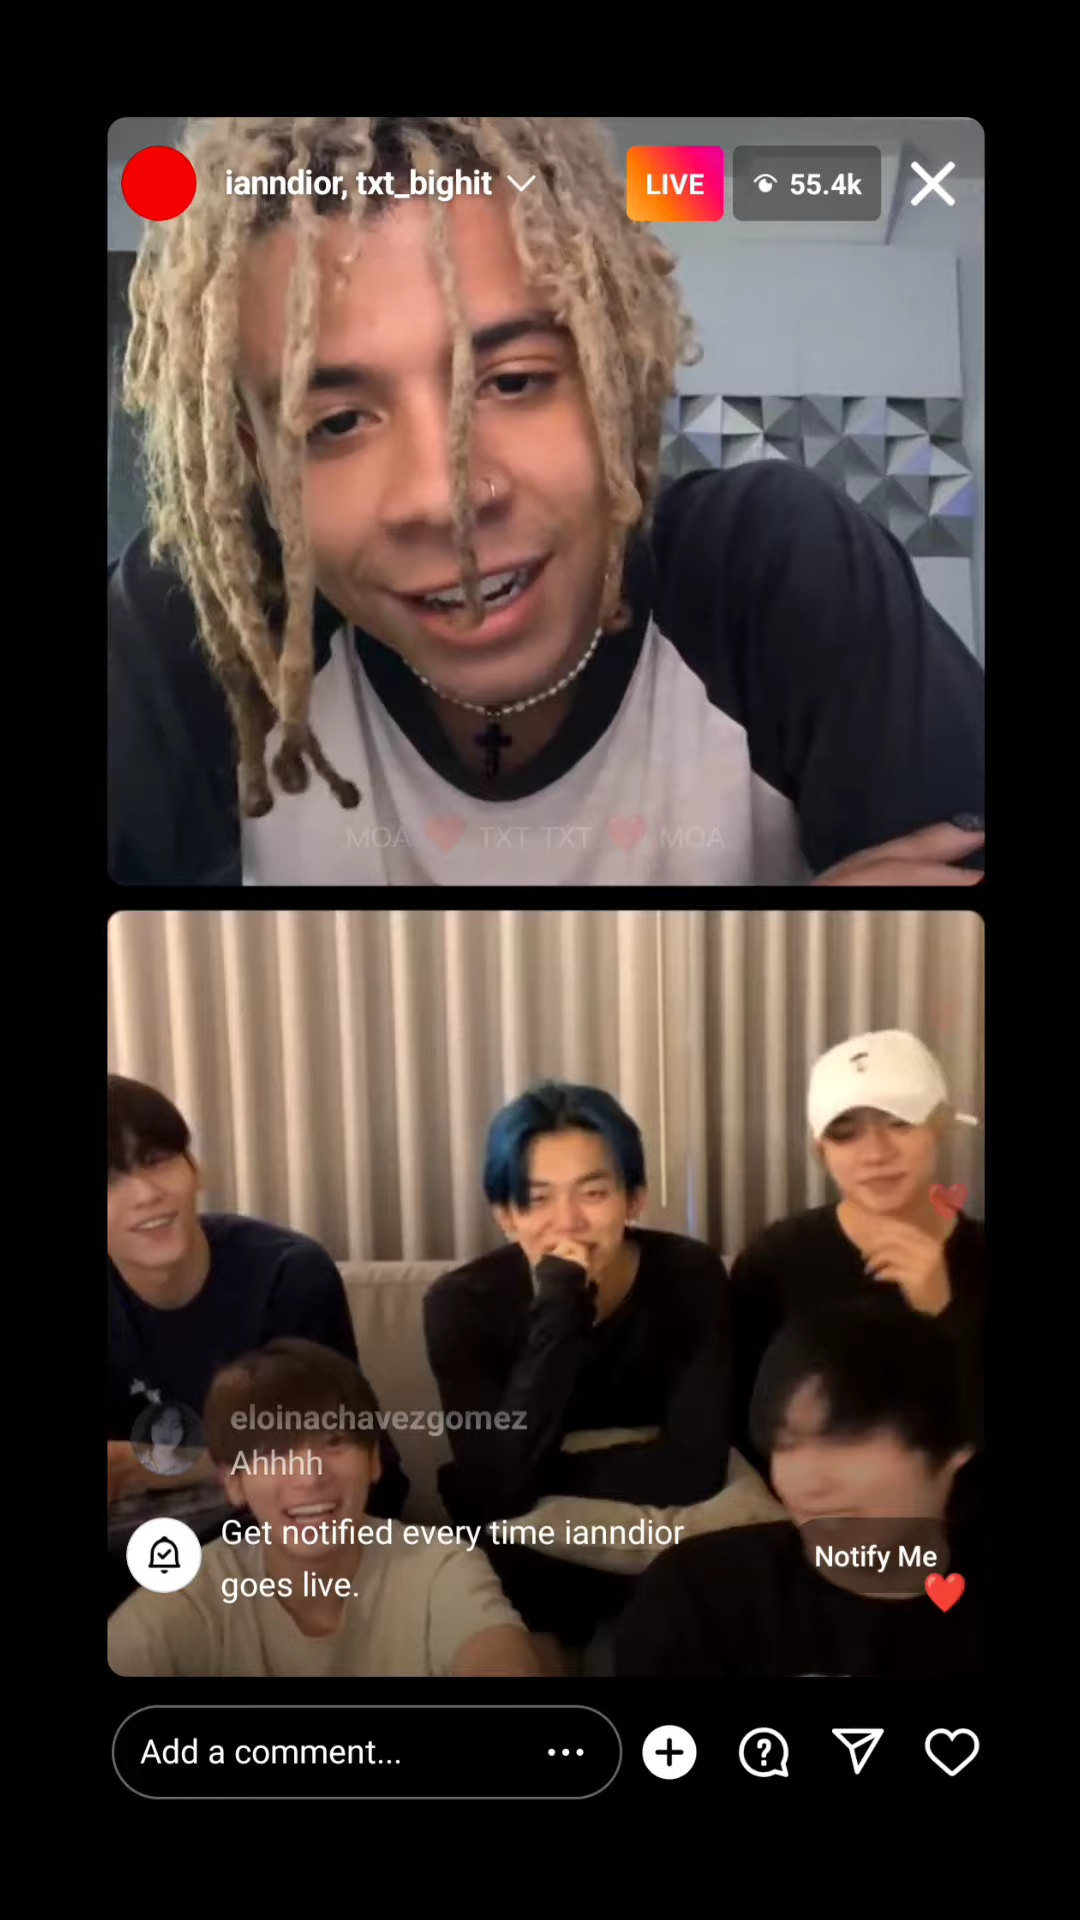 ianndior, txt_bighit
LIVE
55.4k
MOA ❤️ TXT TXT ❤️ MOA
eloinachavezgomez
Ahhhh
Get notified every time ianndior
goes live.
Notify Me
Add a comment...